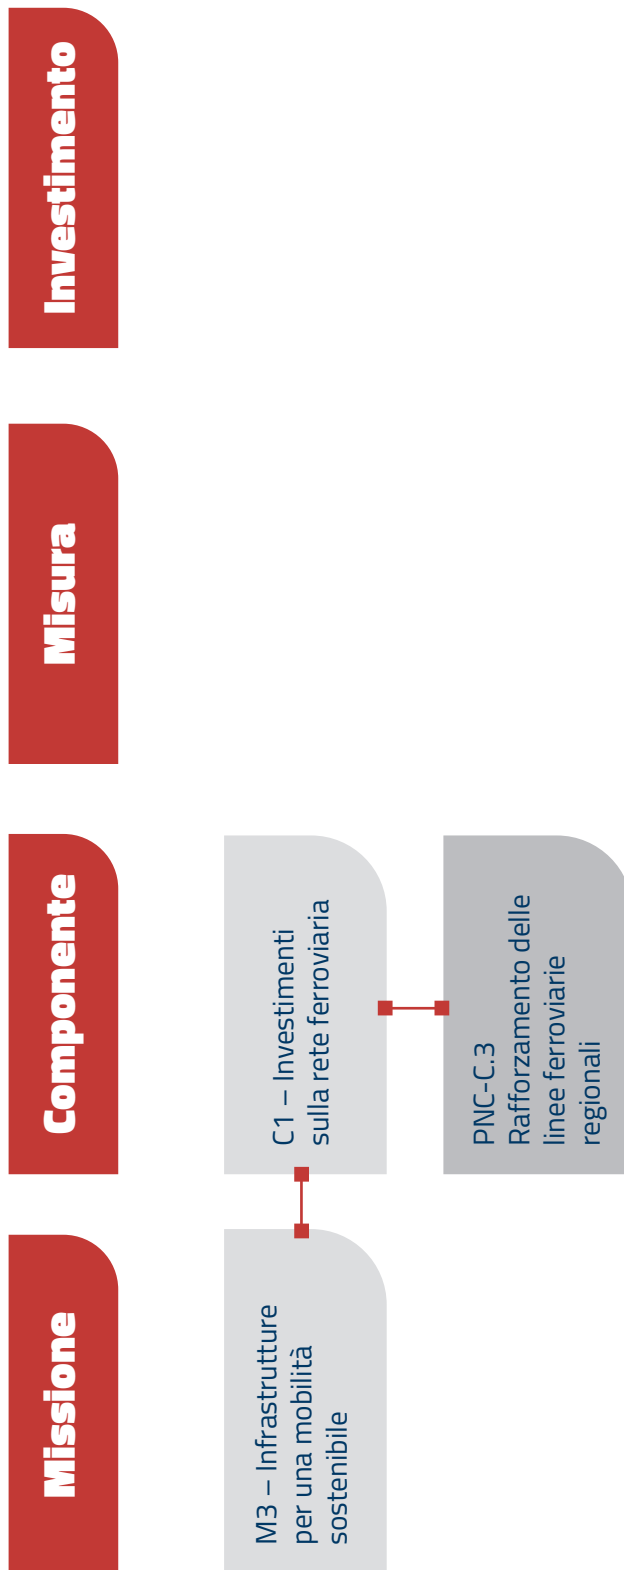 Missione
Componente
Misura
Investimento
M3 – Infrastrutture
per una mobilità
sostenibile
C1 – Investimenti
sulla rete ferroviaria
PNC-C.3
Rafforzamento delle
linee ferroviarie
regionali